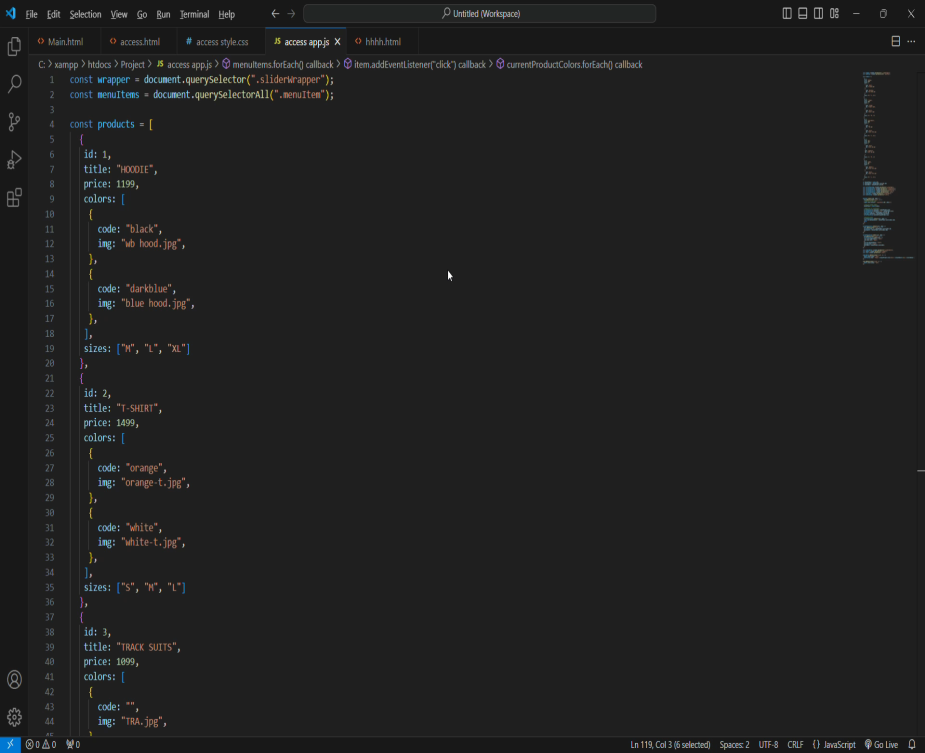 File Edit Selection View Go Run Terminal Help Untitled (Workspace)
Main.html access.html # access style.css JS access app.js X hhhh.html
C: > xampp > htdocs > Project > JS access app.js > menuItems.forEach() callback > item.addEventListener("click") callback > currentProductColors.forEach() callback
1 const wrapper = document.querySelector(".sliderWrapper");
2 const menuItems = document.querySelectorAll(".menuItem");
3
4 const products = [
5 {
6 id: 1,
7 title: "HOODIE",
8 price: 1199,
9 colors: [
10 {
11 code: "black",
12 img: "wb hood.jpg",
13 },
14 {
15 code: "darkblue",
16 img: "blue hood.jpg",
17 },
18 ],
19 sizes: ["M", "L", "XL"]
20 },
21 {
22 id: 2,
23 title: "T-SHIRT",
24 price: 1499,
25 colors: [
26 {
27 code: "orange",
28 img: "orange-t.jpg",
29 },
30 {
31 code: "white",
32 img: "white-t.jpg",
33 },
34 ],
35 sizes: ["S", "M", "L"]
36 },
37 {
38 id: 3,
39 title: "TRACK SUITS",
40 price: 1099,
41 colors: [
42 {
43 code: "",
44 img: "TRA.jpg",
45 }
0 0 0 Ln 119, Col 3 (6 selected) Spaces: 2 UTF-8 CRLF {} JavaScript Go Live